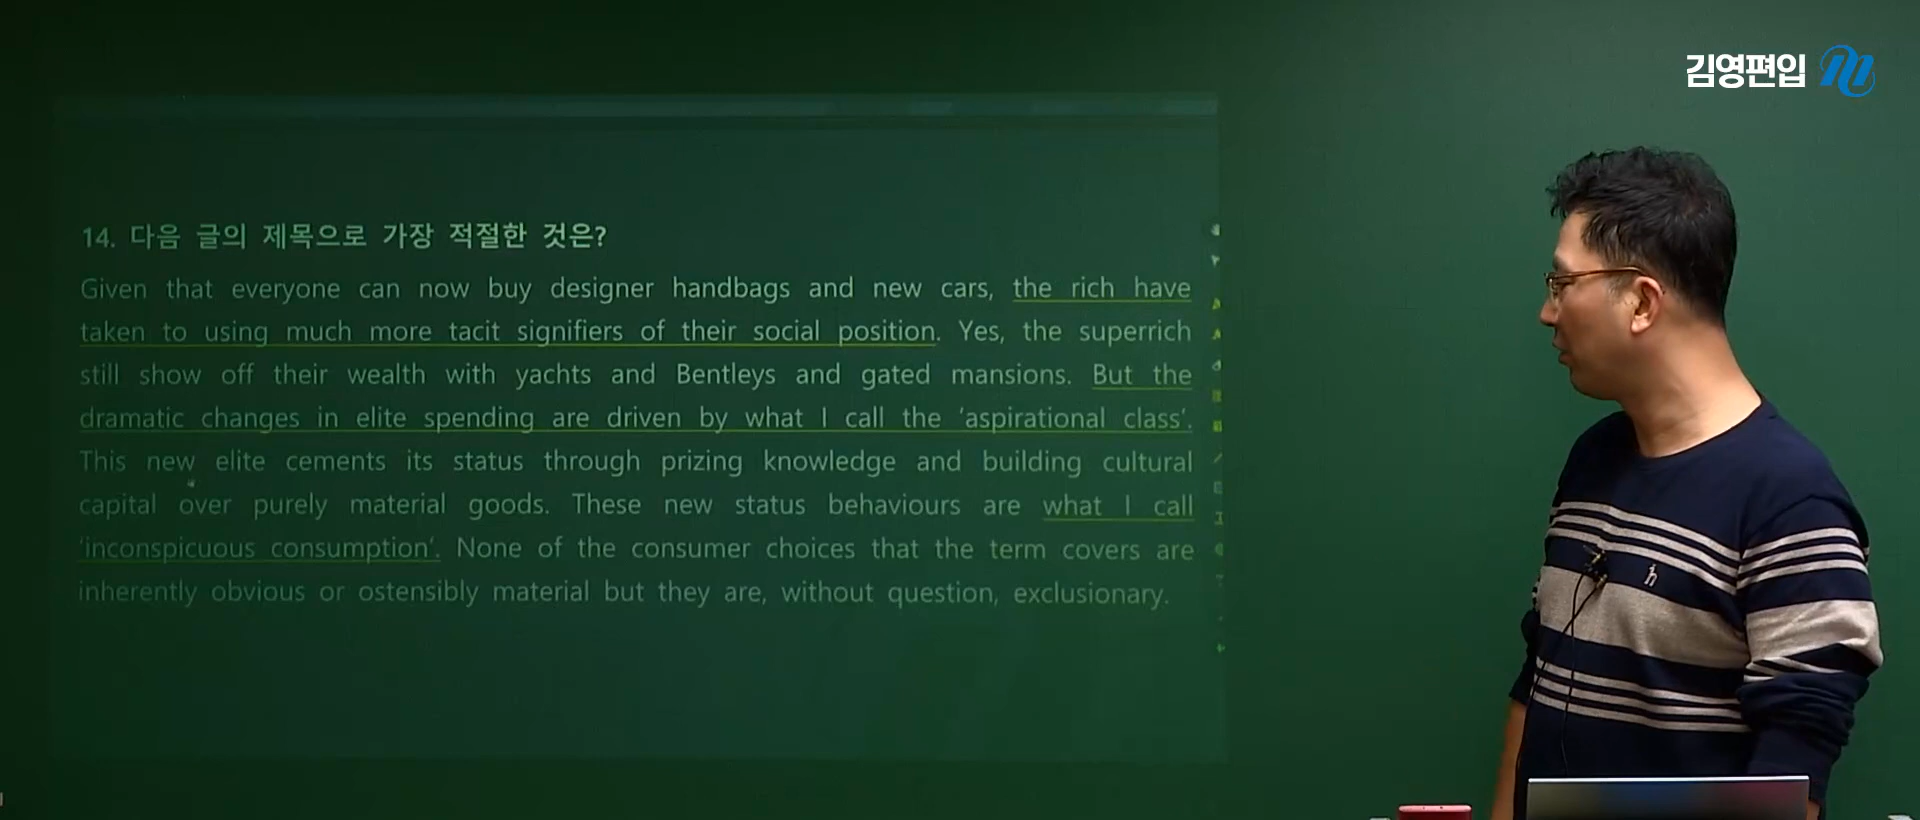 김영편입
14. 다음 글의 제목으로 가장 적절한 것은?
Given that everyone can now buy designer handbags and new cars, the rich have
taken to using much more tacit signifiers of their social position. Yes, the superrich
still show off their wealth with yachts and Bentleys and gated mansions. But the
dramatic changes in elite spending are driven by what I call the ‘aspirational class’.
This new elite cements its status through prizing knowledge and building cultural
capital over purely material goods. These new status behaviours are what I call
‘inconspicuous consumption’. None of the consumer choices that the term covers are
inherently obvious or ostensibly material but they are, without question, exclusionary.